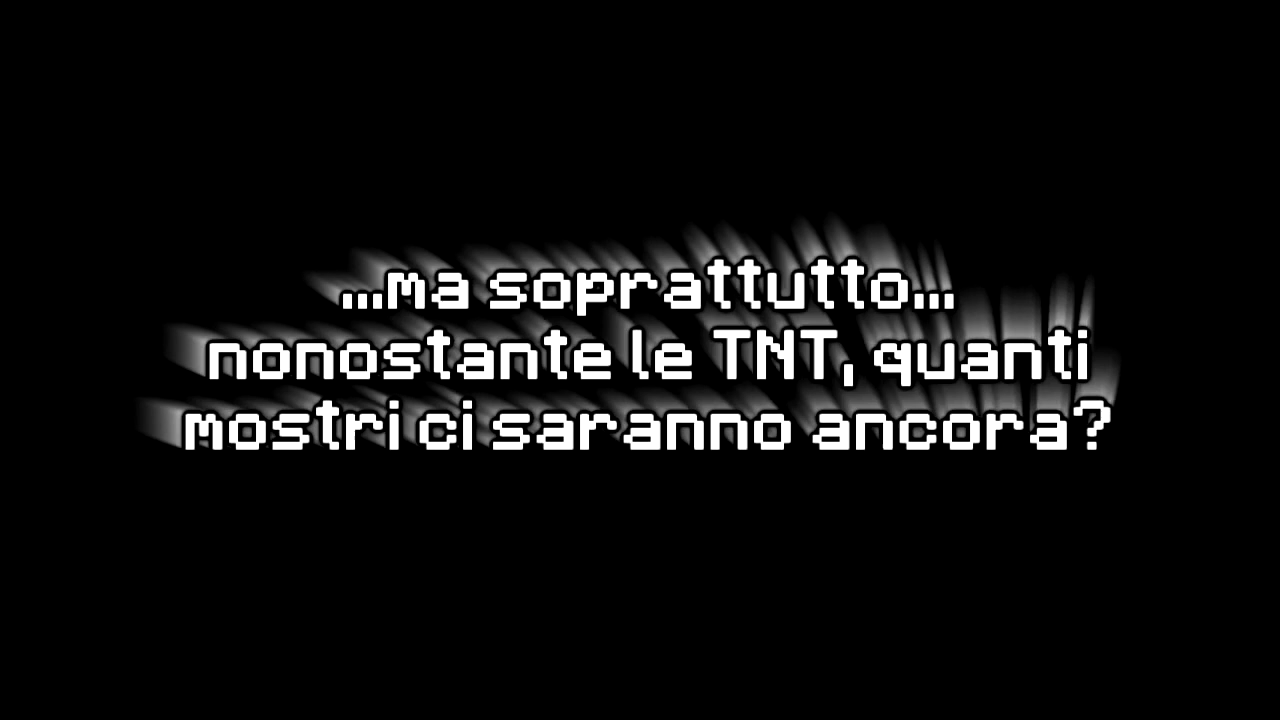 ...ma soprattutto...
nonostante le TNT, quanti
mostri ci saranno ancora?